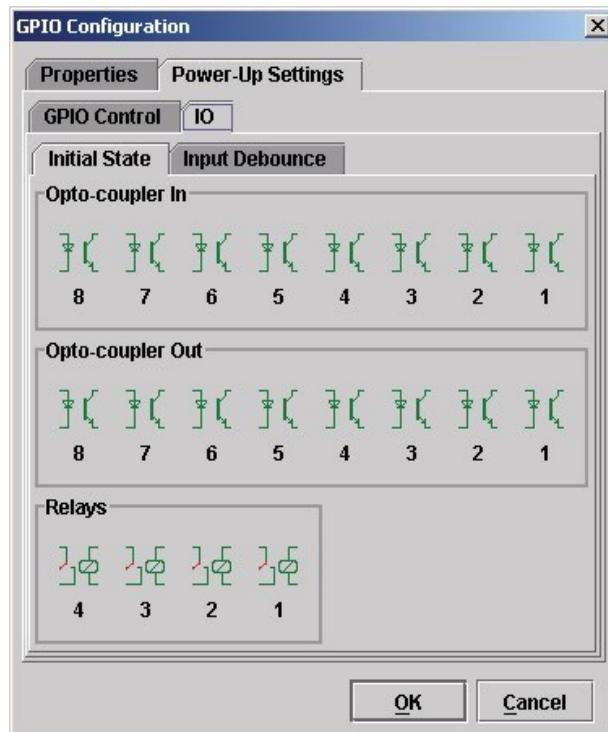 GPIO Configuration
Properties Power-Up Settings
GPIO Control IO
Initial State Input Debounce
Opto-coupler In
8 7 6 5 4 3 2 1
Opto-coupler Out
8 7 6 5 4 3 2 1
Relays
4 3 2 1
OK Cancel